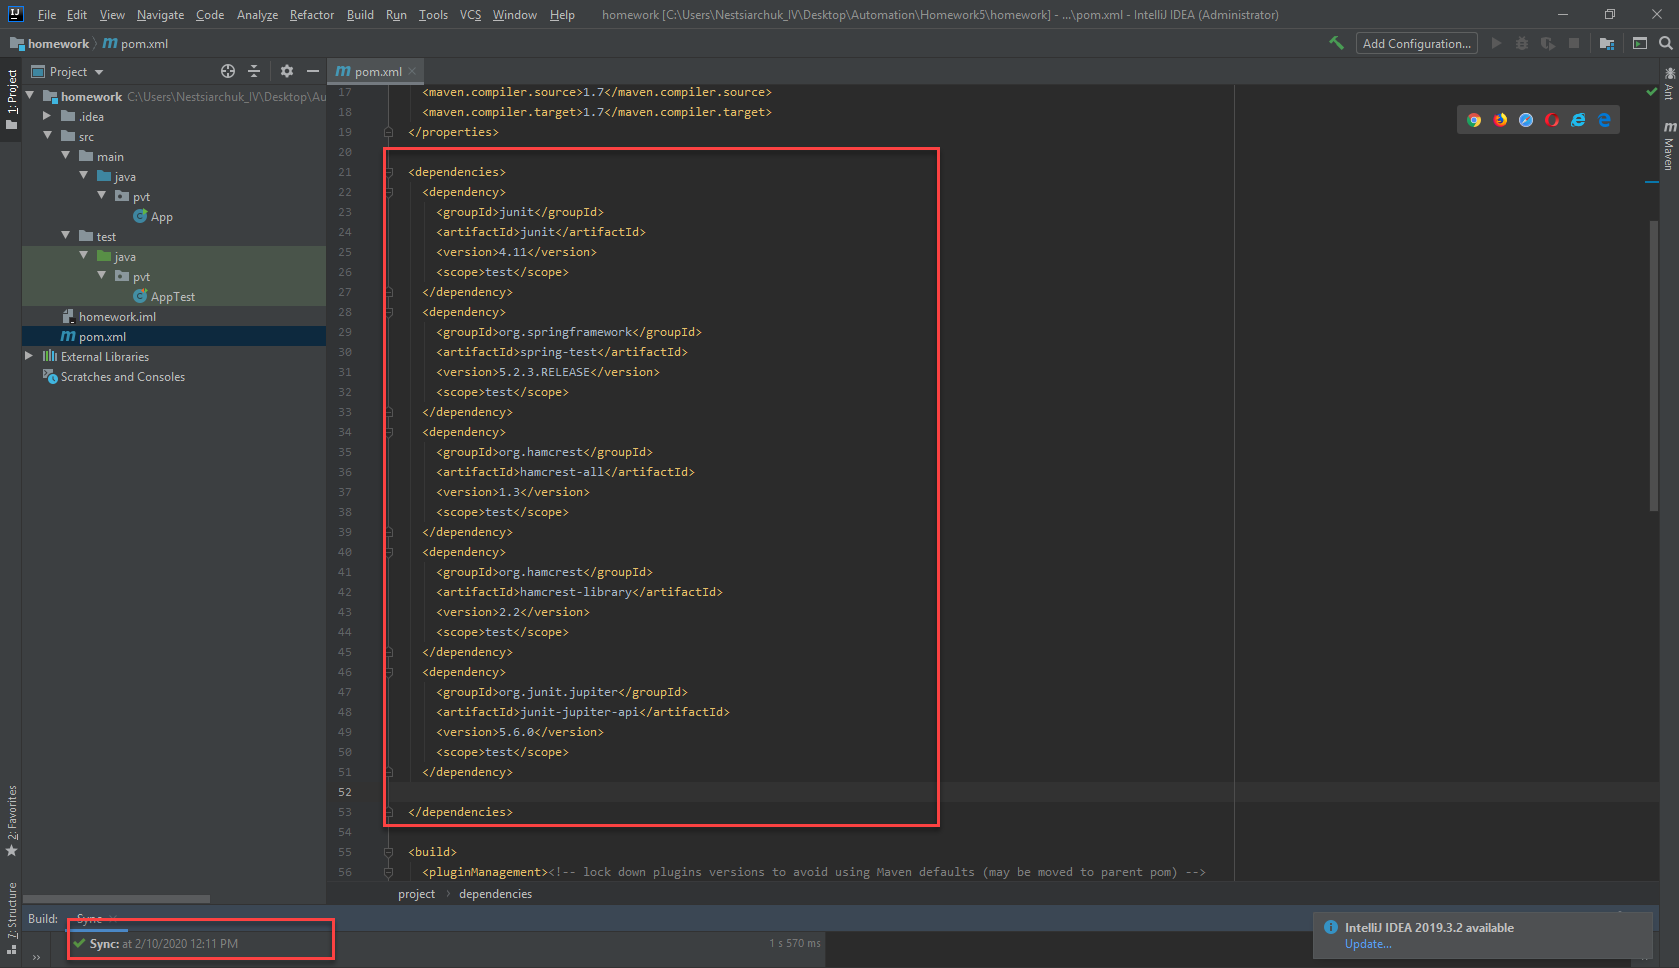 File Edit View Navigate Code Analyze Refactor Build Run Tools VCS Window Help homework [C:\Users\Nestsiarchuk_IV\Desktop\Automation\Homework5\homework] - ...\pom.xml - IntelliJ IDEA (Administrator)
homework pom.xml Add Configuration...
Project
pom.xml
1: Project
homework C:\Users\Nestsiarchuk_IV\Desktop\Au
.idea
src
main
java
pvt
App
test
java
pvt
AppTest
homework.iml
pom.xml
External Libraries
Scratches and Consoles
17 <maven.compiler.source>1.7</maven.compiler.source>
18 <maven.compiler.target>1.7</maven.compiler.target>
19 </properties>
20
21 <dependencies>
22 <dependency>
23 <groupId>junit</groupId>
24 <artifactId>junit</artifactId>
25 <version>4.11</version>
26 <scope>test</scope>
27 </dependency>
28 <dependency>
29 <groupId>org.springframework</groupId>
30 <artifactId>spring-test</artifactId>
31 <version>5.2.3.RELEASE</version>
32 <scope>test</scope>
33 </dependency>
34 <dependency>
35 <groupId>org.hamcrest</groupId>
36 <artifactId>hamcrest-all</artifactId>
37 <version>1.3</version>
38 <scope>test</scope>
39 </dependency>
40 <dependency>
41 <groupId>org.hamcrest</groupId>
42 <artifactId>hamcrest-library</artifactId>
43 <version>2.2</version>
44 <scope>test</scope>
45 </dependency>
46 <dependency>
47 <groupId>org.junit.jupiter</groupId>
48 <artifactId>junit-jupiter-api</artifactId>
49 <version>5.6.0</version>
50 <scope>test</scope>
51 </dependency>
52
53 </dependencies>
54
55 <build>
56 <pluginManagement><!-- lock down plugins versions to avoid using Maven defaults (may be moved to parent pom) -->
project dependencies
Ant
Maven
2: Favorites
7: Structure
Build: Sync
Sync: at 2/10/2020 12:11 PM 1 s 570 ms
IntelliJ IDEA 2019.3.2 available
Update...